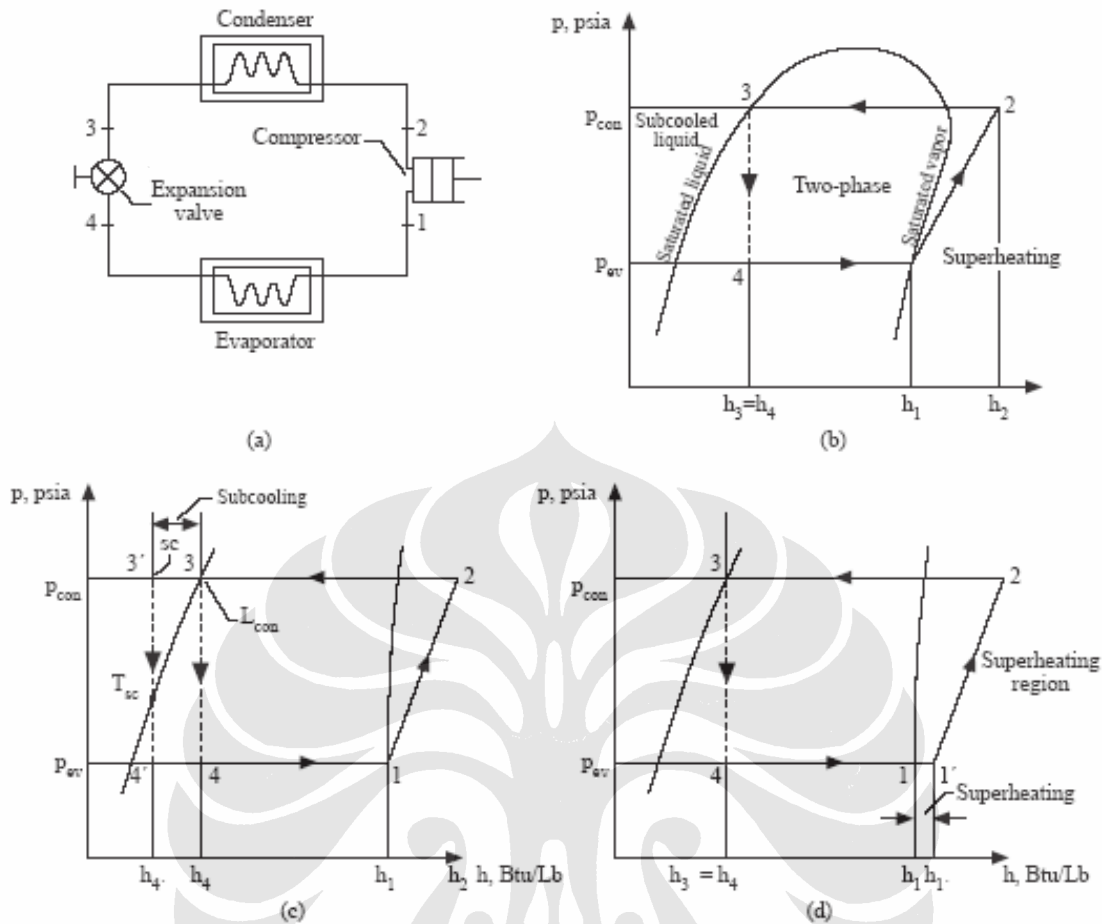 Condenser
3
2
Compressor
Expansion
valve
4
1
Evaporator
(a)
p, psia
p_con
3
2
Subcooled
liquid
Saturated liquid
Two-phase
Saturated vapor
p_ev
4
Superheating
h_3=h_4
h_1
h_2
(b)
p, psia
Subcooling
sc
3´
3
2
p_con
L_con
T_sc
p_ev
4´
4
1
h_4'
h_4
h_1
h_2 h, Btu/Lb
(c)
p, psia
3
2
p_con
Superheating
region
p_ev
4
1
1´
Superheating
h_3 = h_4
h_1 h_1'
h, Btu/Lb
(d)